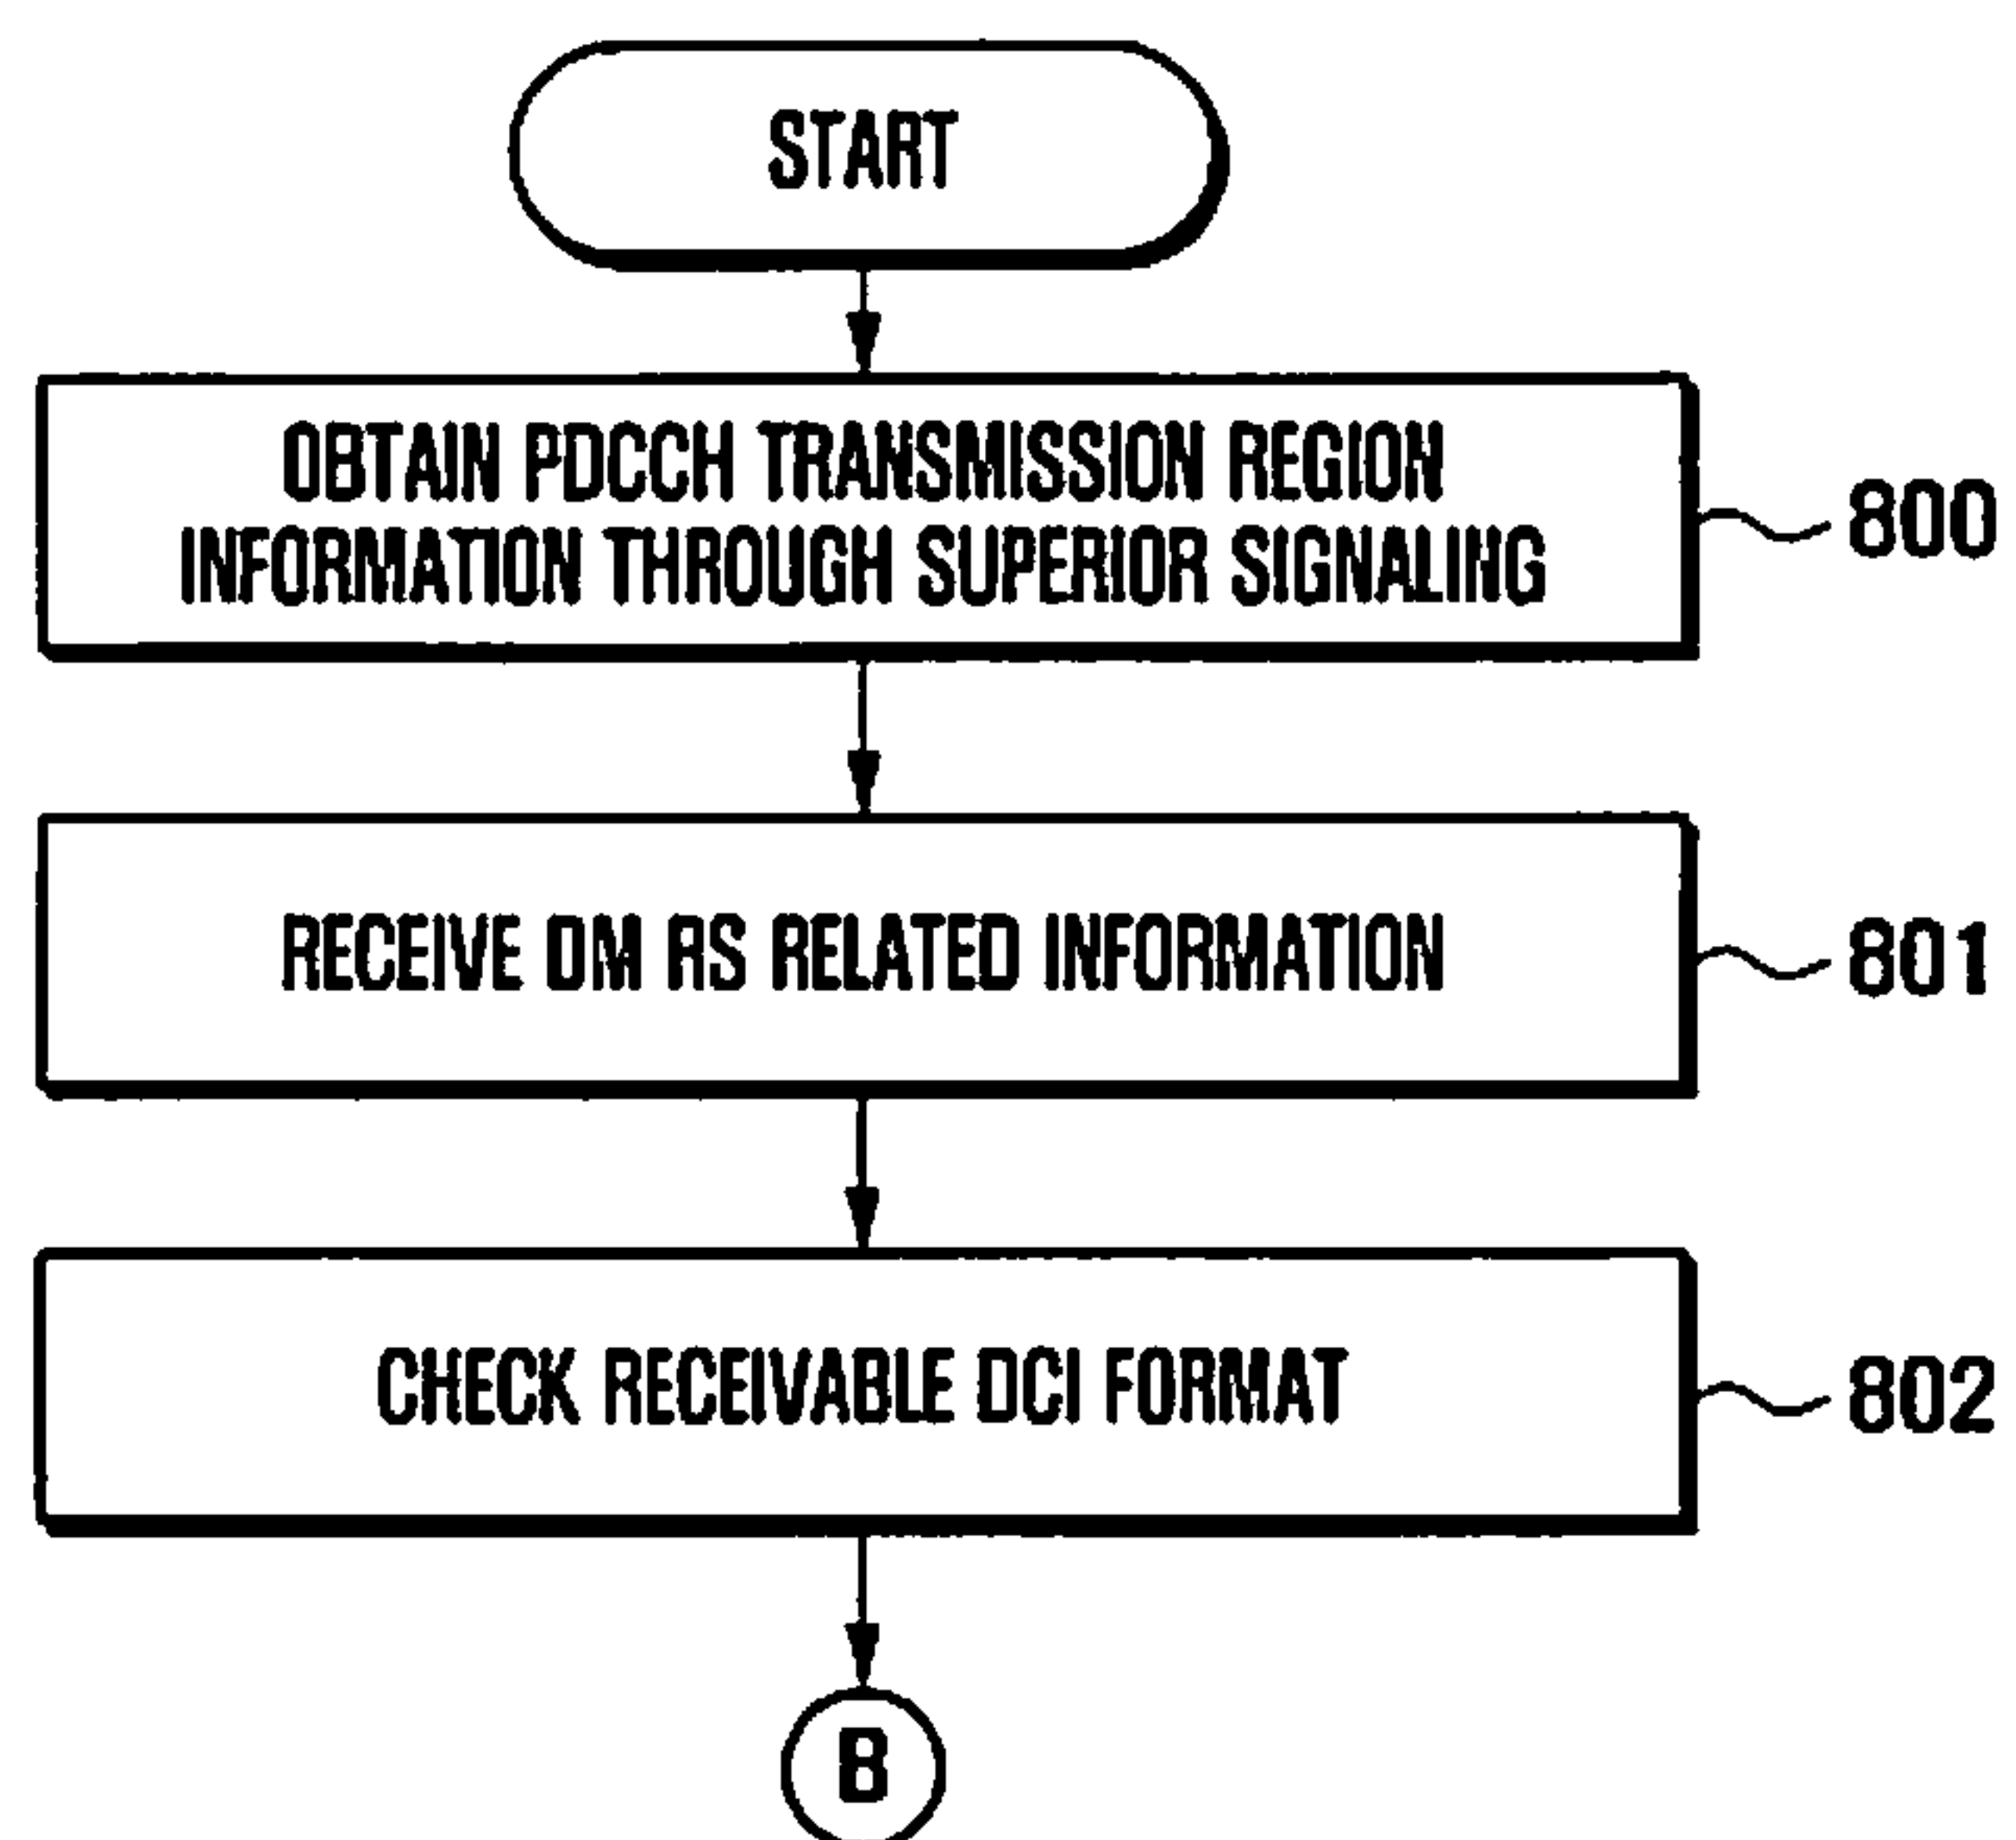 START
OBTAIN PDCCH TRANSMISSION REGION
INFORMATION THROUGH SUPERIOR SIGNALING
800
RECEIVE DM RS RELATED INFORMATION
801
CHECK RECEIVABLE DCI FORMAT
802
B